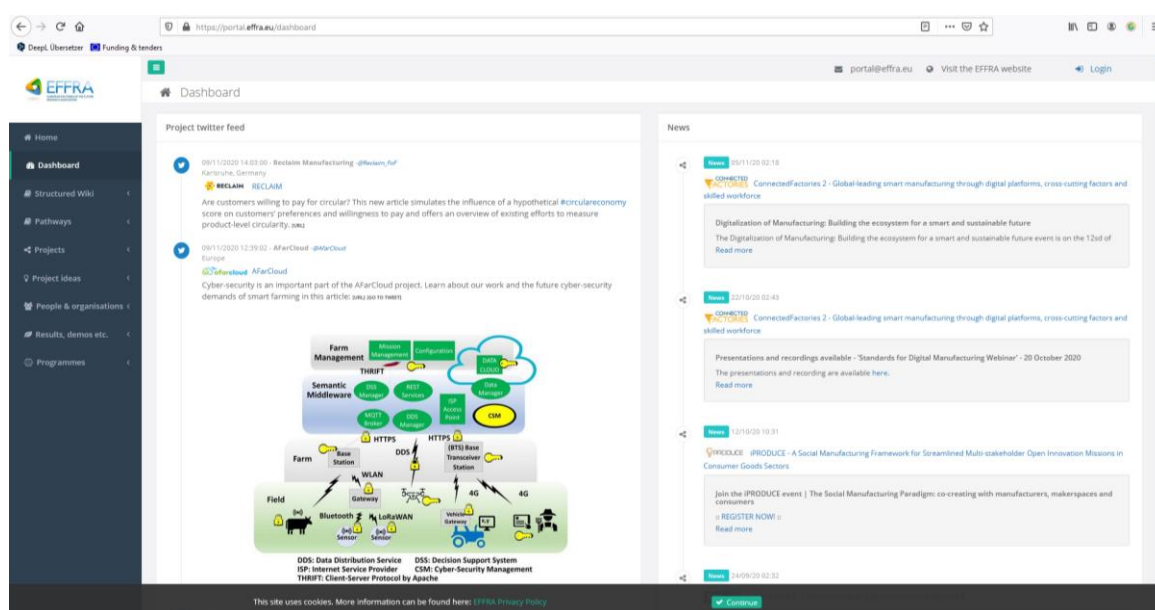 https://portal.effra.eu/dashboard
DeepL Übersetzer
Funding & tenders
EFFRA
portal@effra.eu
Visit the EFFRA website
Login
Dashboard
Home
Dashboard
Structured Wiki
Pathways
Projects
Project ideas
People & organisations
Results, demos etc.
Programmes
Project twitter feed
09/11/2020 14:03:00 - Reclaim Manufacturing -@Reclaim_FoF
Karlsruhe, Germany
RECLAIM RECLAIM
Are customers willing to pay for circular? This new article simulates the influence of a hypothetical #circulareconomy
score on customers' preferences and willingness to pay and offers an overview of existing efforts to measure
product-level circularity. [URL]
09/11/2020 12:39:02 - AFarCloud -@AfarCloud
Europe
afarcloud AFarCloud
Cyber-security is an important part of the AFarCloud project. Learn about our work and the future cyber-security
demands of smart farming in this article: [URL] [GO TO TWEET]
Farm
Management
Mission
Management
Configuration
DATA
CLOUD
THRIFT
Semantic
Middleware
DSS
Manager
REST
Services
ISP
Access
Point
Data
Manager
MQTT
Broker
DDS
Manager
CSM
HTTPS
HTTPS
DDS
Farm
Base
Station
(BTS) Base
Transceiver
Station
WLAN
4G
4G
Field
Gateway
Vehicle
Gateway
Bluetooth
LoRaWAN
Sensor
Sensor
DDS: Data Distribution Service DSS: Decision Support System
ISP: Internet Service Provider CSM: Cyber-Security Management
THRIFT: Client-Server Protocol by Apache
News
News 05/11/20 02:18
CONNECTED FACTORIES ConnectedFactories 2 - Global-leading smart manufacturing through digital platforms, cross-cutting factors and
skilled workforce
Digitalization of Manufacturing: Building the ecosystem for a smart and sustainable future
The Digitalization of Manufacturing: Building the ecosystem for a smart and sustainable future event is on the 12sd of
Read more
News 22/10/20 02:43
CONNECTED FACTORIES ConnectedFactories 2 - Global-leading smart manufacturing through digital platforms, cross-cutting factors and
skilled workforce
Presentations and recordings available - 'Standards for Digital Manufacturing Webinar' - 20 October 2020
The presentations and recording are available here.
Read more
News 12/10/20 10:31
iPRODUCE iPRODUCE - A Social Manufacturing Framework for Streamlined Multi-stakeholder Open Innovation Missions in
Consumer Goods Sectors
Join the iPRODUCE event | The Social Manufacturing Paradigm: co-creating with manufacturers, makerspaces and
consumers
:: REGISTER NOW! ::
Read more
News 24/09/20 02:32
This site uses cookies. More information can be found here: EFFRA Privacy Policy
Continue